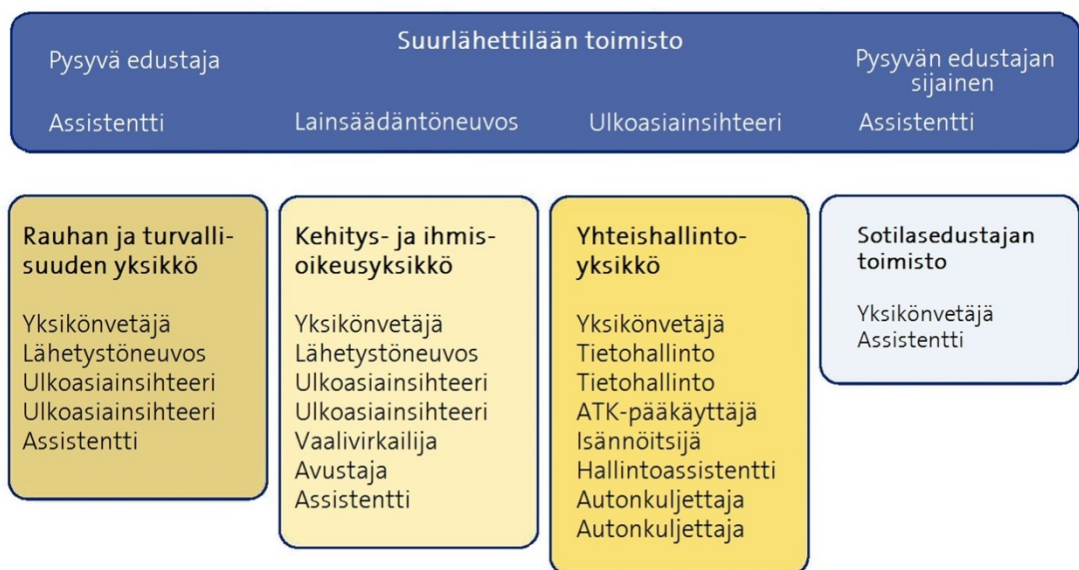 Suurlähettilään toimisto
Pysyvä edustaja
Pysyvän edustajan
sijainen
Assistentti
Lainsäädäntöneuvos
Ulkoasiainsihteeri
Assistentti
Rauhan ja turvalli-
suuden yksikkö
Yksikönvetäjä
Lähetystöneuvos
Ulkoasiainsihteeri
Ulkoasiainsihteeri
Assistentti
Kehitys- ja ihmis-
oikeusyksikkö
Yksikönvetäjä
Lähetystöneuvos
Ulkoasiainsihteeri
Ulkoasiainsihteeri
Vaalivirkailija
Avustaja
Assistentti
Yhteishallinto-
yksikkö
Yksikönvetäjä
Tietohallinto
Tietohallinto
ATK-pääkäyttäjä
Isännöitsijä
Hallintoassistentti
Autonkuljettaja
Autonkuljettaja
Sotilasedustajan
toimisto
Yksikönvetäjä
Assistentti